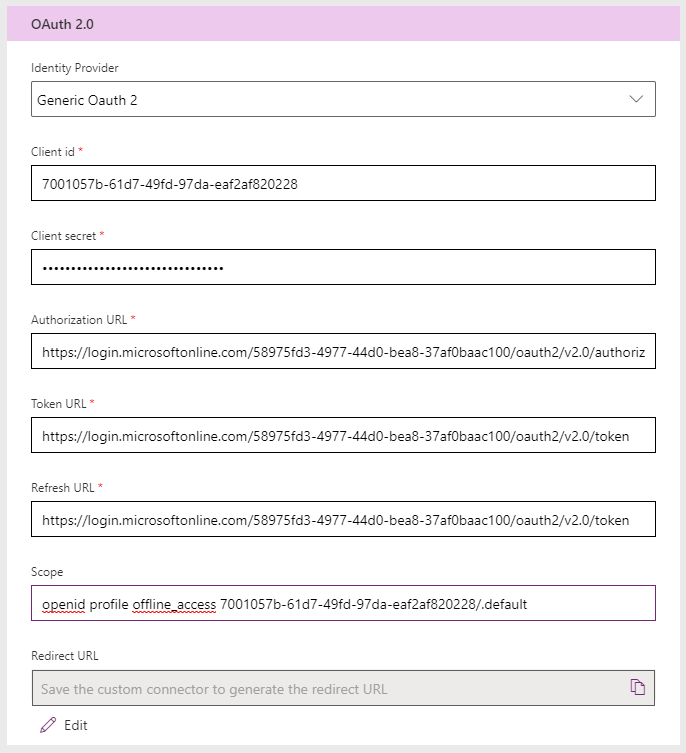 OAuth 2.0
Identity Provider
Generic Oauth 2
Client id *
7001057b-61d7-49fd-97da-eaf2af820228
Client secret *
••••••••••••••••••••••••••••••••
Authorization URL *
https://login.microsoftonline.com/58975fd3-4977-44d0-bea8-37af0baac100/oauth2/v2.0/authoriz
Token URL *
https://login.microsoftonline.com/58975fd3-4977-44d0-bea8-37af0baac100/oauth2/v2.0/token
Refresh URL *
https://login.microsoftonline.com/58975fd3-4977-44d0-bea8-37af0baac100/oauth2/v2.0/token
Scope
openid profile offline_access 7001057b-61d7-49fd-97da-eaf2af820228/.default
Redirect URL
Save the custom connector to generate the redirect URL
Edit